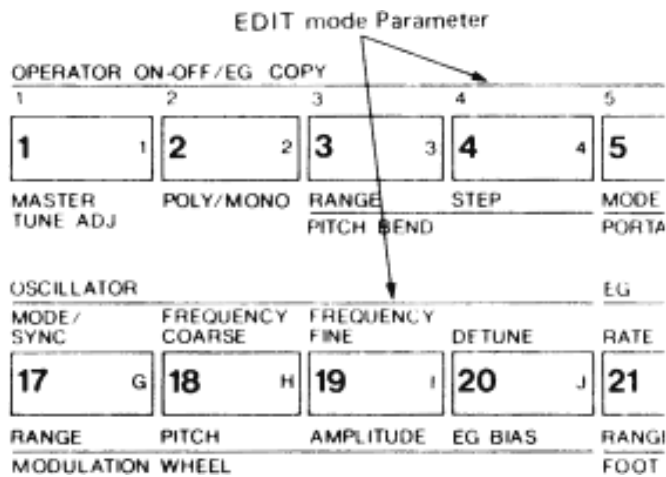 EDIT mode Parameter
OPERATOR ON-OFF/EG COPY
1 2 3 4 5
1 1 2 2 3 3 4 4 5
MASTER POLY/MONO RANGE STEP MODE
TUNE ADJ PITCH BEND PORTA
OSCILLATOR EG
MODE/ FREQUENCY FREQUENCY
SYNC COARSE FINE DETUNE RATE
17 G 18 H 19 I 20 J 21
RANGE PITCH AMPLITUDE EG BIAS RANGE
MODULATION WHEEL FOOT